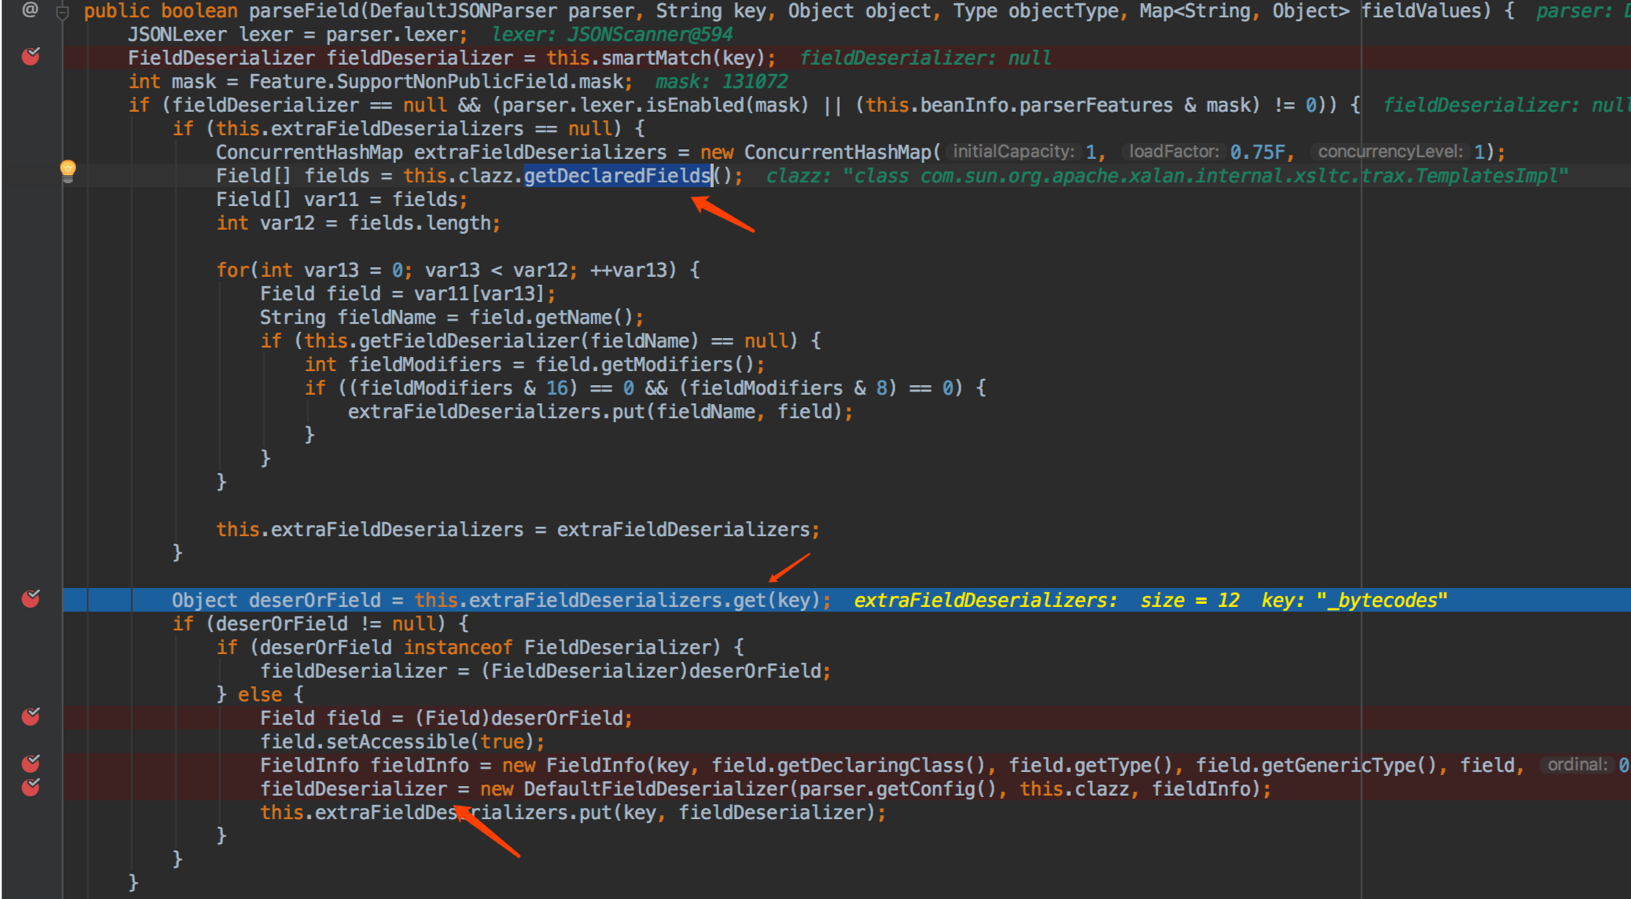 @ public boolean parseField(DefaultJSONParser parser, String key, Object object, Type objectType, Map<String, Object> fieldValues) { parser: D
JSONLexer lexer = parser.lexer; lexer: JSONScanner@594
FieldDeserializer fieldDeserializer = this.smartMatch(key); fieldDeserializer: null
int mask = Feature.SupportNonPublicField.mask; mask: 131072
if (fieldDeserializer == null && (parser.lexer.isEnabled(mask) || (this.beanInfo.parserFeatures & mask) != 0)) { fieldDeserializer: null
if (this.extraFieldDeserializers == null) {
ConcurrentHashMap extraFieldDeserializers = new ConcurrentHashMap( initialCapacity: 1, loadFactor: 0.75F, concurrencyLevel: 1);
Field[] fields = this.clazz.getDeclaredFields(); clazz: "class com.sun.org.apache.xalan.internal.xsltc.trax.TemplatesImpl"
Field[] var11 = fields;
int var12 = fields.length;
for(int var13 = 0; var13 < var12; ++var13) {
Field field = var11[var13];
String fieldName = field.getName();
if (this.getFieldDeserializer(fieldName) == null) {
int fieldModifiers = field.getModifiers();
if ((fieldModifiers & 16) == 0 && (fieldModifiers & 8) == 0) {
extraFieldDeserializers.put(fieldName, field);
}
}
}
this.extraFieldDeserializers = extraFieldDeserializers;
}
Object deserOrField = this.extraFieldDeserializers.get(key); extraFieldDeserializers: size = 12 key: "_bytecodes"
if (deserOrField != null) {
if (deserOrField instanceof FieldDeserializer) {
fieldDeserializer = (FieldDeserializer)deserOrField;
} else {
Field field = (Field)deserOrField;
field.setAccessible(true);
FieldInfo fieldInfo = new FieldInfo(key, field.getDeclaringClass(), field.getType(), field.getGenericType(), field, ordinal: 0
fieldDeserializer = new DefaultFieldDeserializer(parser.getConfig(), this.clazz, fieldInfo);
this.extraFieldDeserializers.put(key, fieldDeserializer);
}
}
}